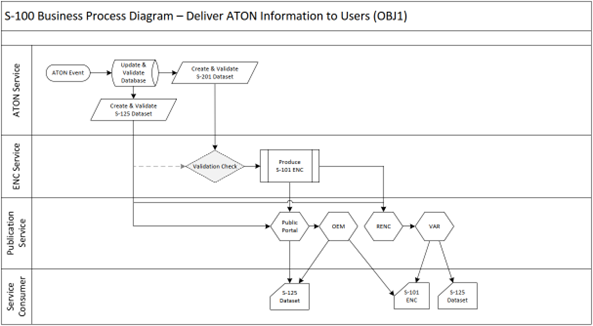 S-100 Business Process Diagram – Deliver ATON Information to Users (OBJ1)
ATON Service
ATON Event
Update &
Validate
Database
Create & Validate
S-201 Dataset
Create & Validate
S-125 Dataset
ENC Service
Validation Check
Produce
S-101 ENC
Publication
Service
Public
Portal
OEM
RENC
VAR
Service
Consumer
S-125
Dataset
S-101
ENC
S-125
Dataset